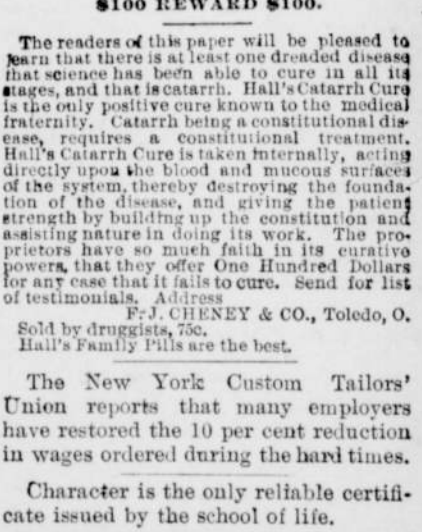 $100 REWARD $100.
The readers of this paper will be pleased to
learn that there is at least one dreaded disease
that science has been able to cure in all its
stages, and that is catarrh. Hall's Catarrh Cure
is the only positive cure known to the medical
fraternity. Catarrh being a constitutional dis-
ease, requires a constitutional treatment.
Hall's Catarrh Cure is taken internally, acting
directly upon the blood and mucous surfaces
of the system, thereby destroying the founda-
tion of the disease, and giving the patient
strength by building up the constitution and
assisting nature in doing its work. The pro-
prietors have so much faith in its curative
powers, that they offer One Hundred Dollars
for any case that it fails to cure. Send for list
of testimonials. Address
F. J. CHENEY & CO., Toledo, O.
Sold by druggists, 75c.
Hall's Family Pills are the best.
The New York Custom Tailors'
Union reports that many employers
have restored the 10 per cent reduction
in wages ordered during the hard times.
Character is the only reliable certifi-
cate issued by the school of life.